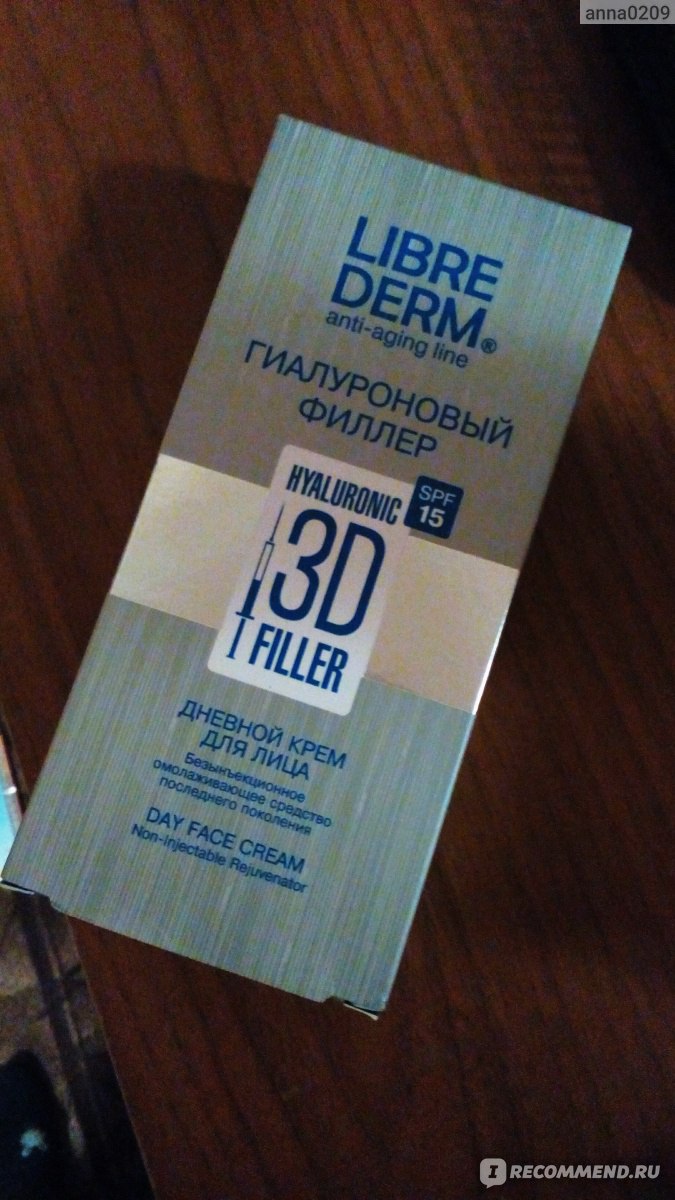 anna0209
LIBRE
DERM®
anti-aging line
ГИАЛУРОНОВЫЙ
ФИЛЛЕР
HYALURONIC
SPF
15
3D
FILLER
ДНЕВНОЙ КРЕМ
ДЛЯ ЛИЦА
Безынъекционное
омолаживающее средство
последнего поколения
DAY FACE CREAM
Non-Injectable Rejuvenator
IRECOMMEND.RU